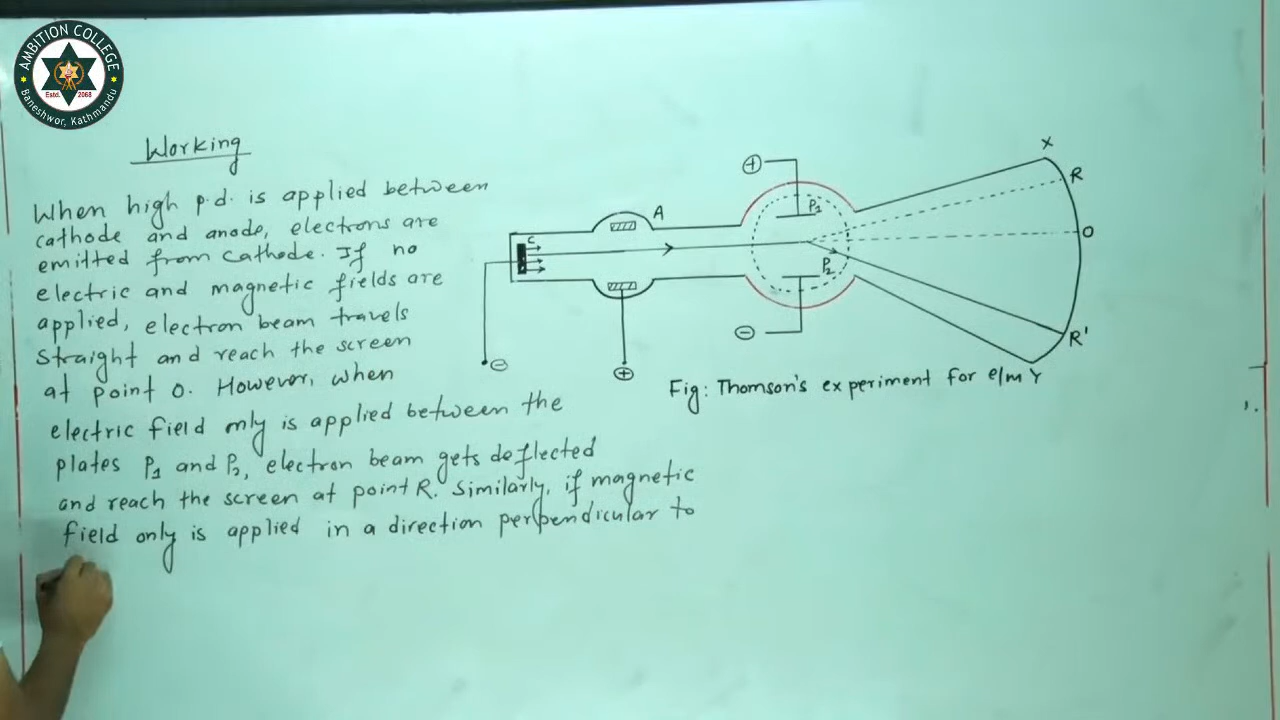 AMBITION COLLEGE
Estd. 2068
Baneshwor, Kathmandu
Working
When high p.d. is applied between
cathode and anode, electrons are
emitted from cathode. If no
electric and magnetic fields are
applied, electron beam travels
straight and reach the screen
at point O. However, when
electric field only is applied between the
plates P1 and P2, electron beam gets deflected
and reach the screen at point R. Similarly, if magnetic
field only is applied in a direction perpendicular to
C
A
+
P1
P2
-
-
+
X
R
O
R'
Y
Fig: Thomson's experiment for e/m